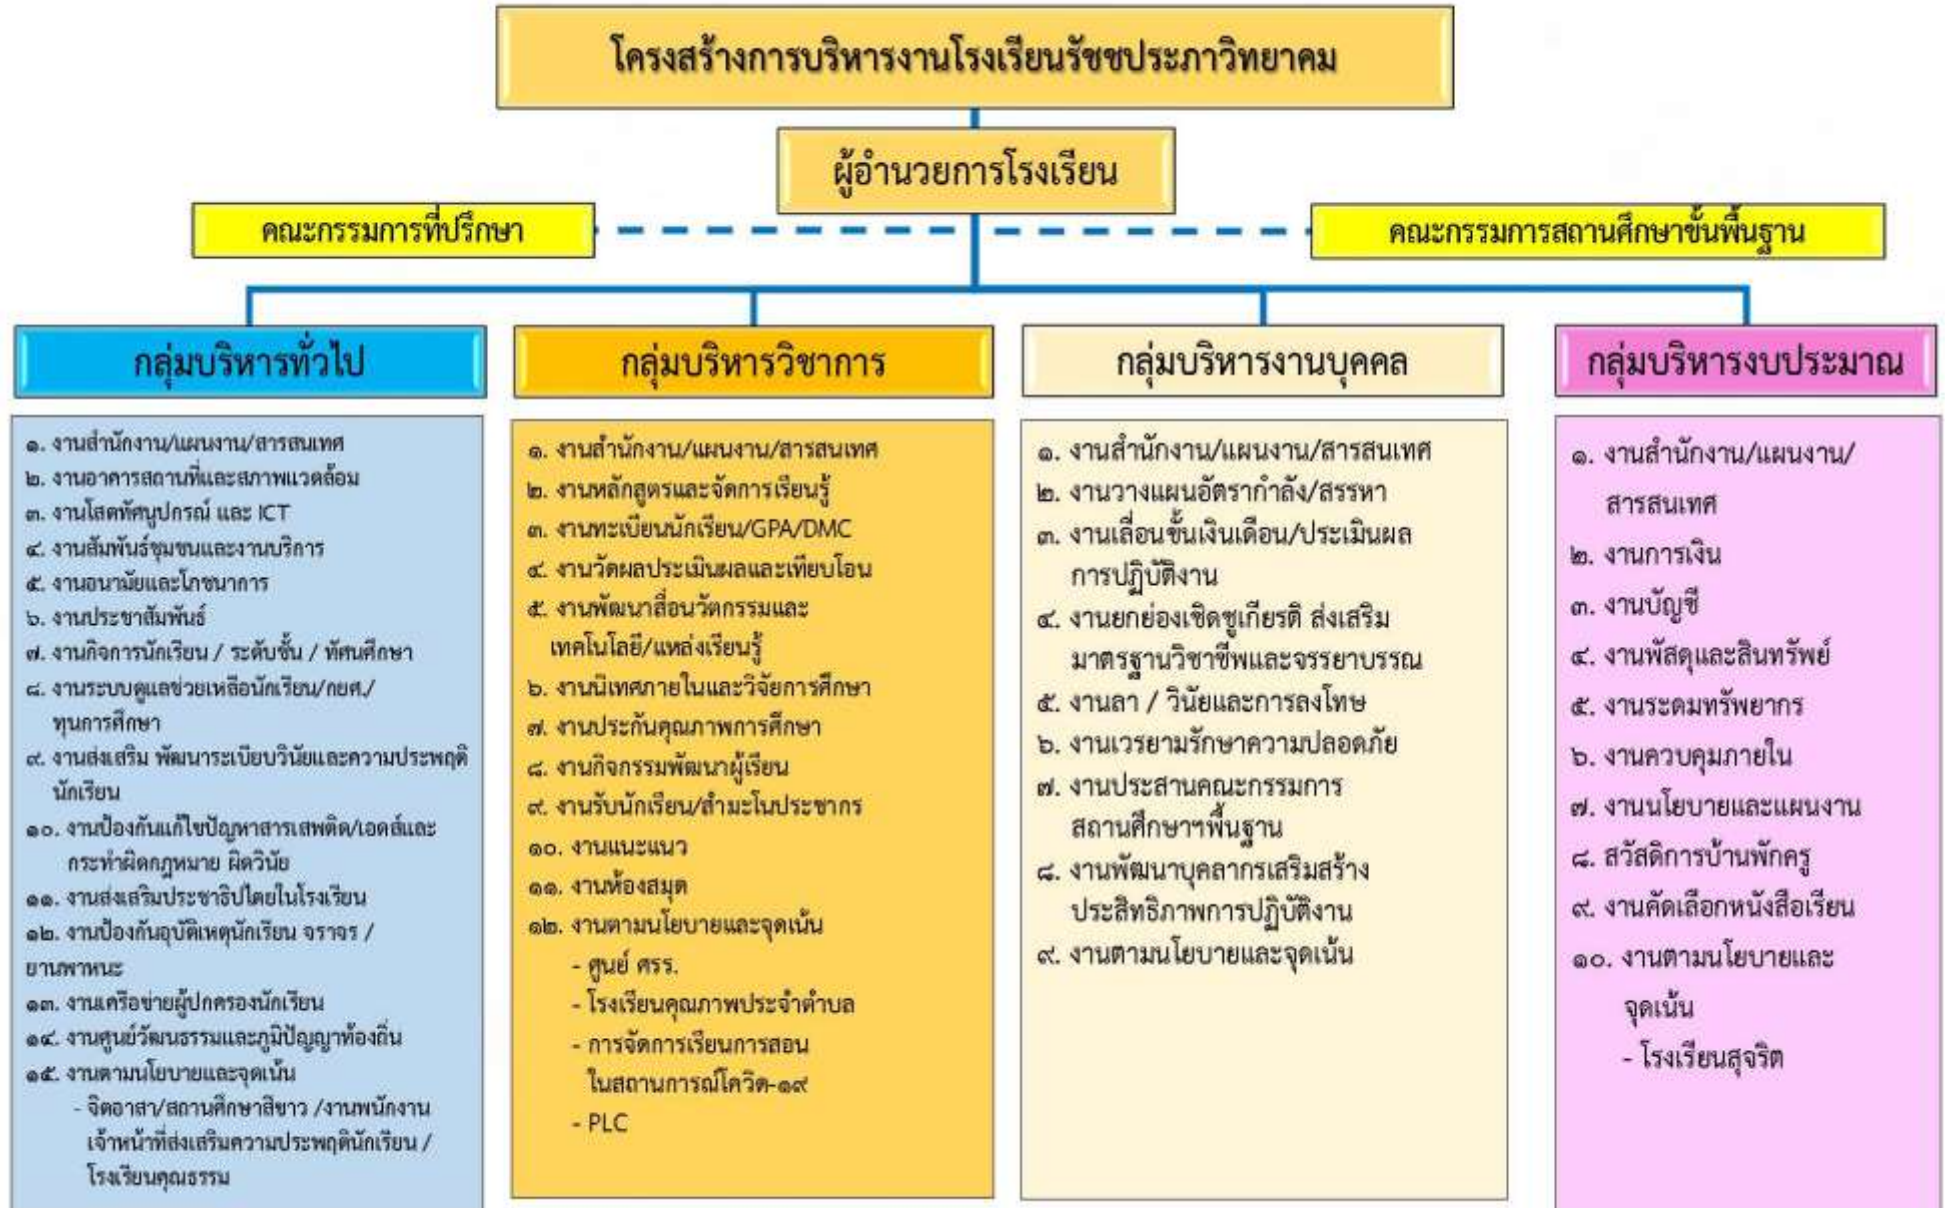 โครงสร้างการบริหารงานโรงเรียนรัชชประภาวิทยาคม
ผู้อำนวยการโรงเรียน
คณะกรรมการที่ปรึกษา
คณะกรรมการสถานศึกษาขั้นพื้นฐาน
กลุ่มบริหารทั่วไป
๑. งานสำนักงาน/แผนงาน/สารสนเทศ
๒. งานอาคารสถานที่และสภาพแวดล้อม
๓. งานโสตทัศนูปกรณ์ และ ICT
๔. งานสัมพันธ์ชุมชนและงานบริการ
๕. งานอนามัยและโภชนาการ
๖. งานประชาสัมพันธ์
๗. งานกิจการนักเรียน / ระดับชั้น / ทัศนศึกษา
๘. งานระบบดูแลช่วยเหลือนักเรียน/กยศ./
ทุนการศึกษา
๙. งานส่งเสริม พัฒนาระเบียบวินัยและความประพฤติ
นักเรียน
๑๐. งานป้องกันแก้ไขปัญหาสารเสพติด/เอดส์และ
กระทำผิดกฎหมาย ผิดวินัย
๑๑. งานส่งเสริมประชาธิปไตยในโรงเรียน
๑๒. งานป้องกันอุบัติเหตุนักเรียน จราจร /
ยานพาหนะ
๑๓. งานเครือข่ายผู้ปกครองนักเรียน
๑๔. งานศูนย์วัฒนธรรมและภูมิปัญญาท้องถิ่น
๑๕. งานตามนโยบายและจุดเน้น
- จิตอาสา/สถานศึกษาสีขาว /งานพนักงาน
เจ้าหน้าที่ส่งเสริมความประพฤตินักเรียน /
โรงเรียนคุณธรรม
กลุ่มบริหารวิชาการ
๑. งานสำนักงาน/แผนงาน/สารสนเทศ
๒. งานหลักสูตรและจัดการเรียนรู้
๓. งานทะเบียนนักเรียน/GPA/DMC
๔. งานวัดผลประเมินผลและเทียบโอน
๕. งานพัฒนาสื่อนวัตกรรมและ
เทคโนโลยี/แหล่งเรียนรู้
๖. งานนิเทศภายในและวิจัยการศึกษา
๗. งานประกันคุณภาพการศึกษา
๘. งานกิจกรรมพัฒนาผู้เรียน
๙. งานรับนักเรียน/สำมะโนประชากร
๑๐. งานแนะแนว
๑๑. งานห้องสมุด
๑๒. งานตามนโยบายและจุดเน้น
- ศูนย์ ศรร.
- โรงเรียนคุณภาพประจำตำบล
- การจัดการเรียนการสอน
ในสถานการณ์โควิด-๑๙
- PLC
กลุ่มบริหารงานบุคคล
๑. งานสำนักงาน/แผนงาน/สารสนเทศ
๒. งานวางแผนอัตรากำลัง/สรรหา
๓. งานเลื่อนขั้นเงินเดือน/ประเมินผล
การปฏิบัติงาน
๔. งานยกย่องเชิดชูเกียรติ ส่งเสริม
มาตรฐานวิชาชีพและจรรยาบรรณ
๕. งานลา / วินัยและการลงโทษ
๖. งานเวรยามรักษาความปลอดภัย
๗. งานประสานคณะกรรมการ
สถานศึกษาฯพื้นฐาน
๘. งานพัฒนาบุคลากรเสริมสร้าง
ประสิทธิภาพการปฏิบัติงาน
๙. งานตามนโยบายและจุดเน้น
กลุ่มบริหารงบประมาณ
๑. งานสำนักงาน/แผนงาน/
สารสนเทศ
๒. งานการเงิน
๓. งานบัญชี
๔. งานพัสดุและสินทรัพย์
๕. งานระดมทรัพยากร
๖. งานควบคุมภายใน
๗. งานนโยบายและแผนงาน
๘. สวัสดิการบ้านพักครู
๙. งานคัดเลือกหนังสือเรียน
๑๐. งานตามนโยบายและ
จุดเน้น
- โรงเรียนสุจริต